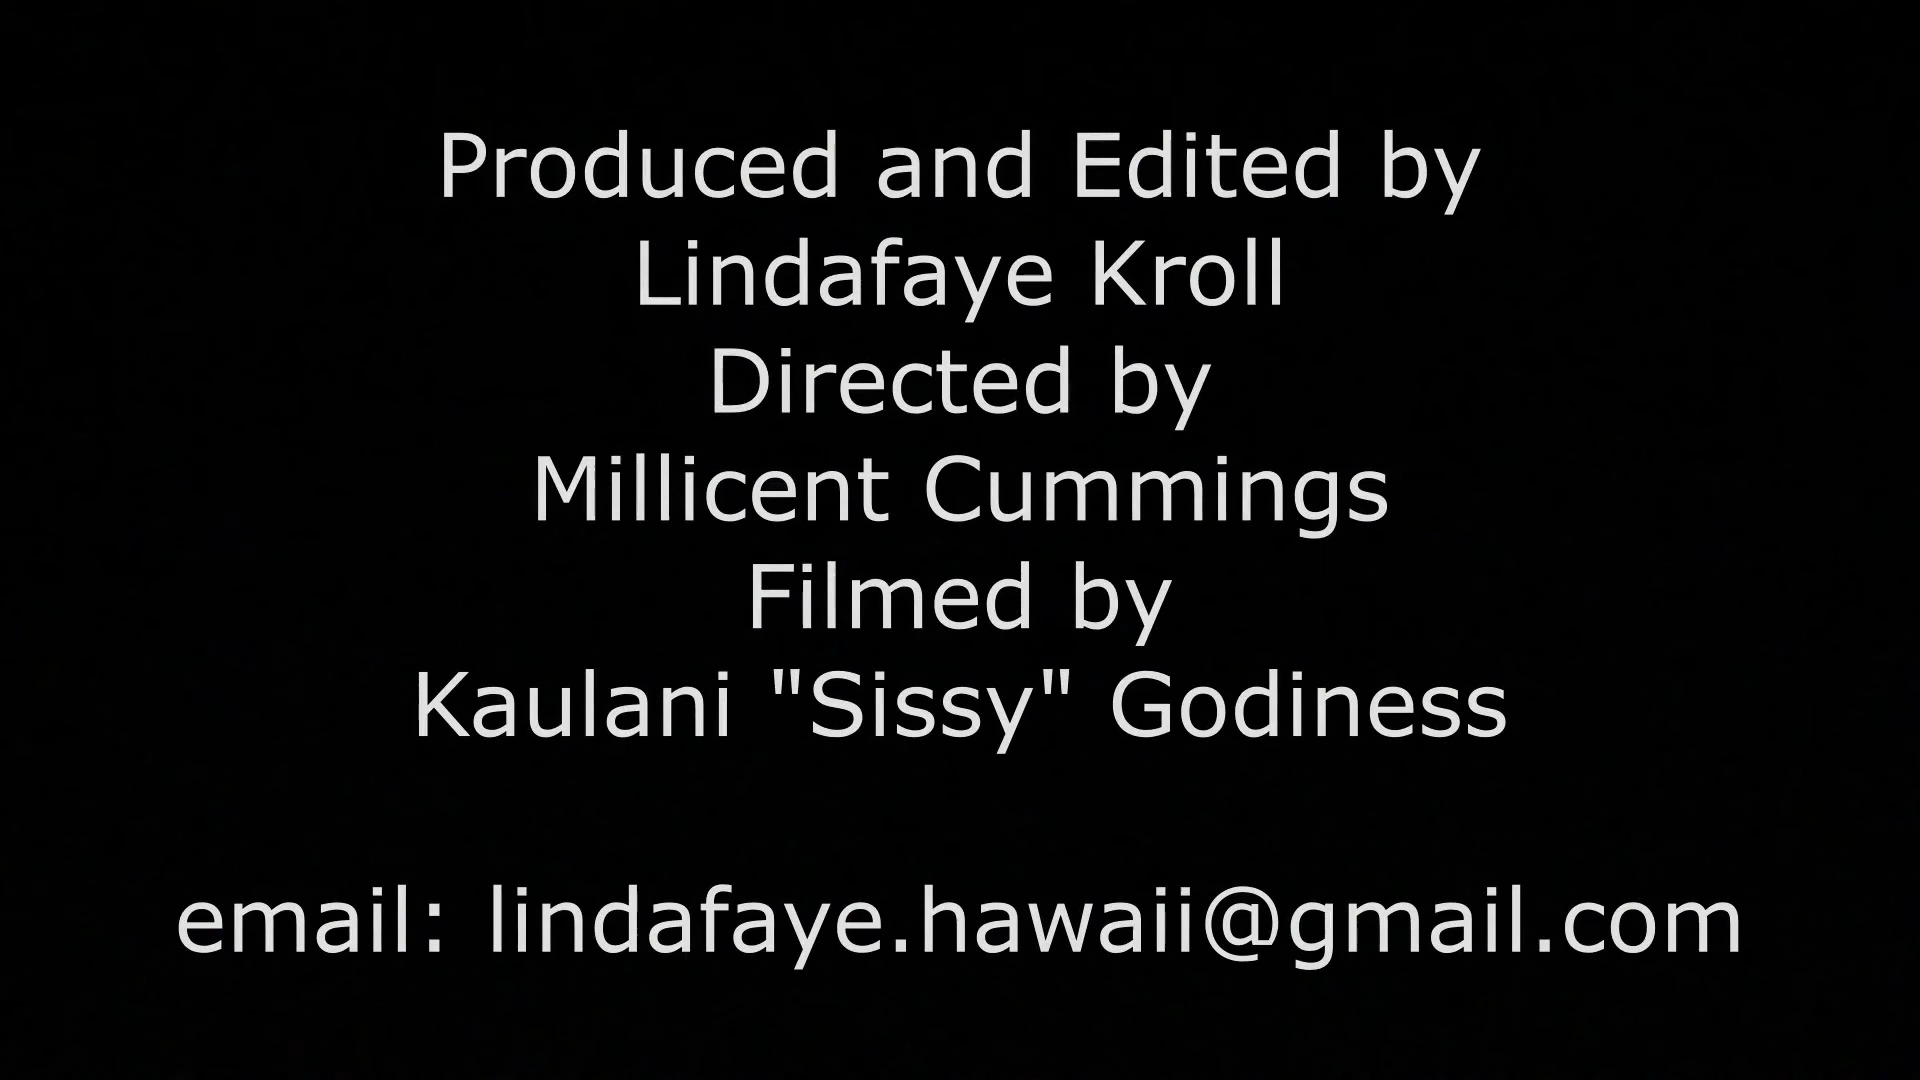 Produced and Edited by
Lindafaye Kroll
Directed by
Millicent Cummings
Filmed by
Kaulani "Sissy" Godiness
email: lindafaye.hawaii@gmail.com